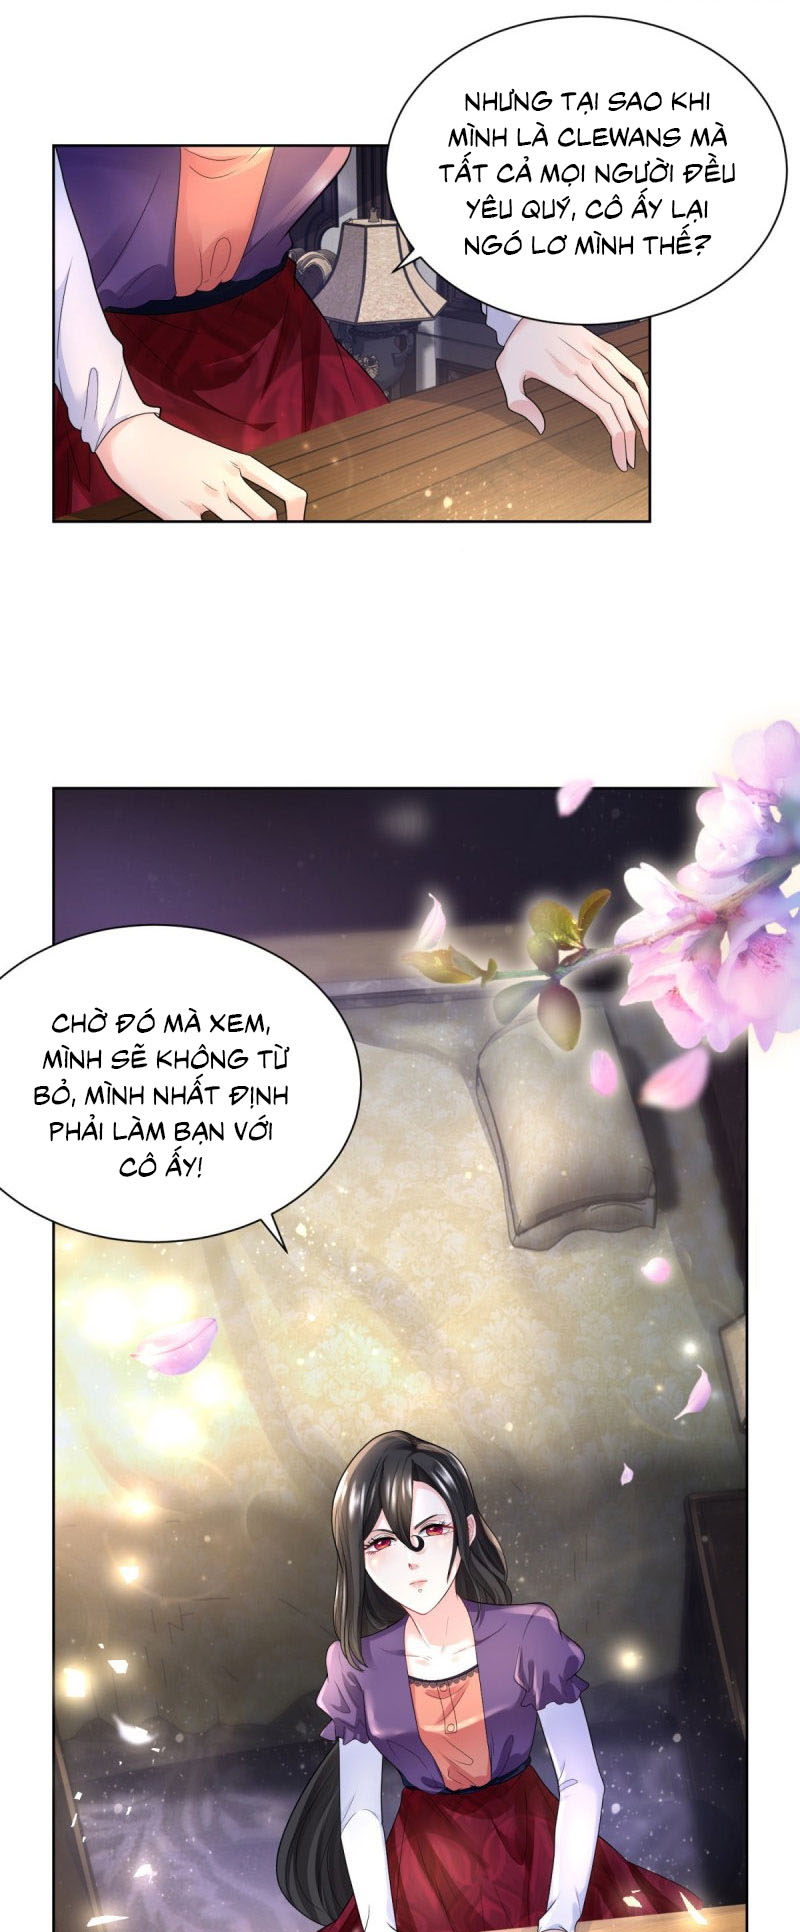 NHƯNG TẠI SAO KHI
MÌNH LÀ CLEWANS MÀ
TẤT CẢ MỌI NGƯỜI ĐỀU
YÊU QUÝ, CÔ ẤY LẠI
NGÓ LƠ MÌNH THẾ?
CHỜ ĐÓ MÀ XEM,
MÌNH SẼ KHÔNG TỪ
BỎ, MÌNH NHẤT ĐỊNH
PHẢI LÀM BẠN VỚI
CÔ ẤY!